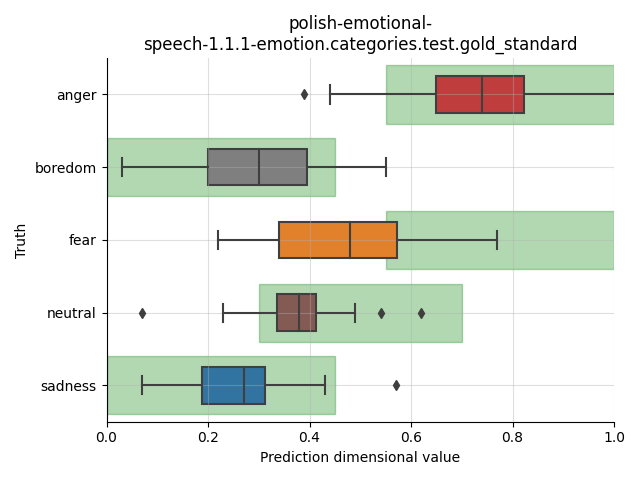 polish-emotional-
speech-1.1.1-emotion.categories.test.gold_standard
Truth
anger
boredom
fear
neutral
sadness
0.0 0.2 0.4 0.6 0.8 1.0
Prediction dimensional value